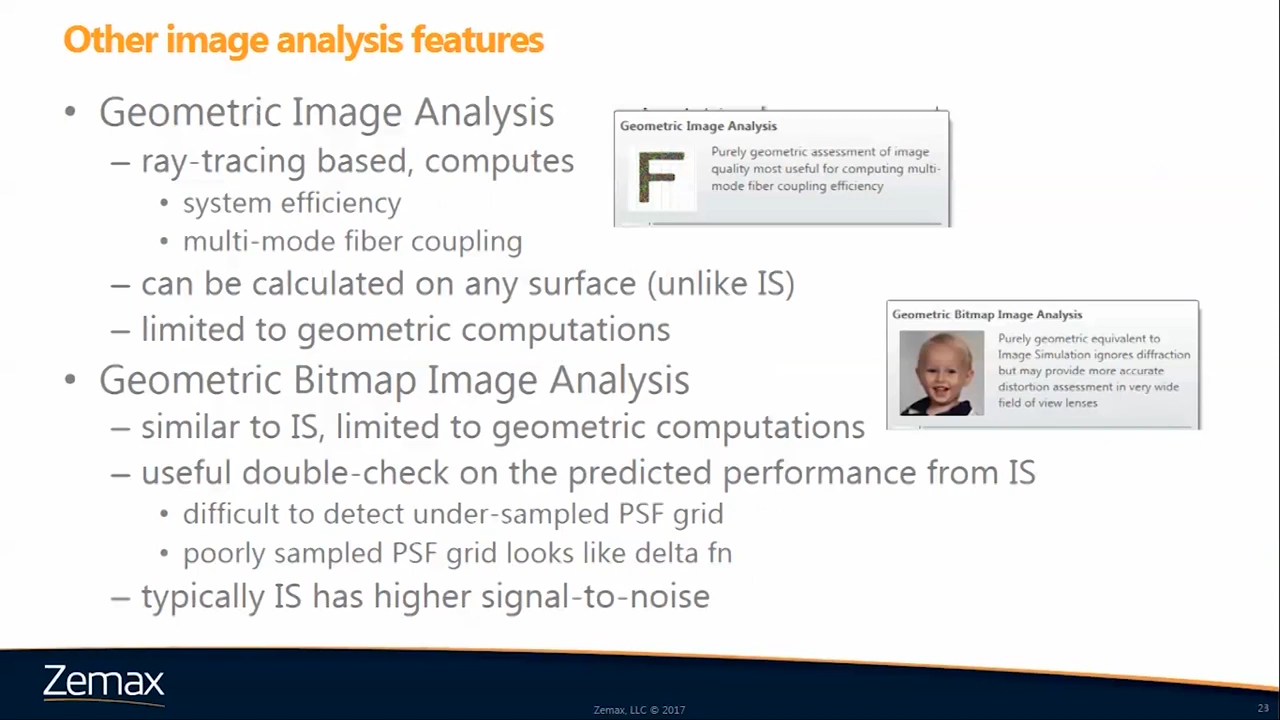 Other image analysis features
• Geometric Image Analysis
– ray-tracing based, computes
• system efficiency
• multi-mode fiber coupling
– can be calculated on any surface (unlike IS)
– limited to geometric computations
Geometric Image Analysis
Purely geometric assessment of image
quality most useful for computing multi-
mode fiber coupling efficiency
• Geometric Bitmap Image Analysis
– similar to IS, limited to geometric computations
– useful double-check on the predicted performance from IS
• difficult to detect under-sampled PSF grid
• poorly sampled PSF grid looks like delta fn
– typically IS has higher signal-to-noise
Geometric Bitmap Image Analysis
Purely geometric equivalent to
Image Simulation ignores diffraction
but may provide more accurate
distortion assessment in very wide
field of view lenses
Zemax
Zemax, LLC © 2017
23